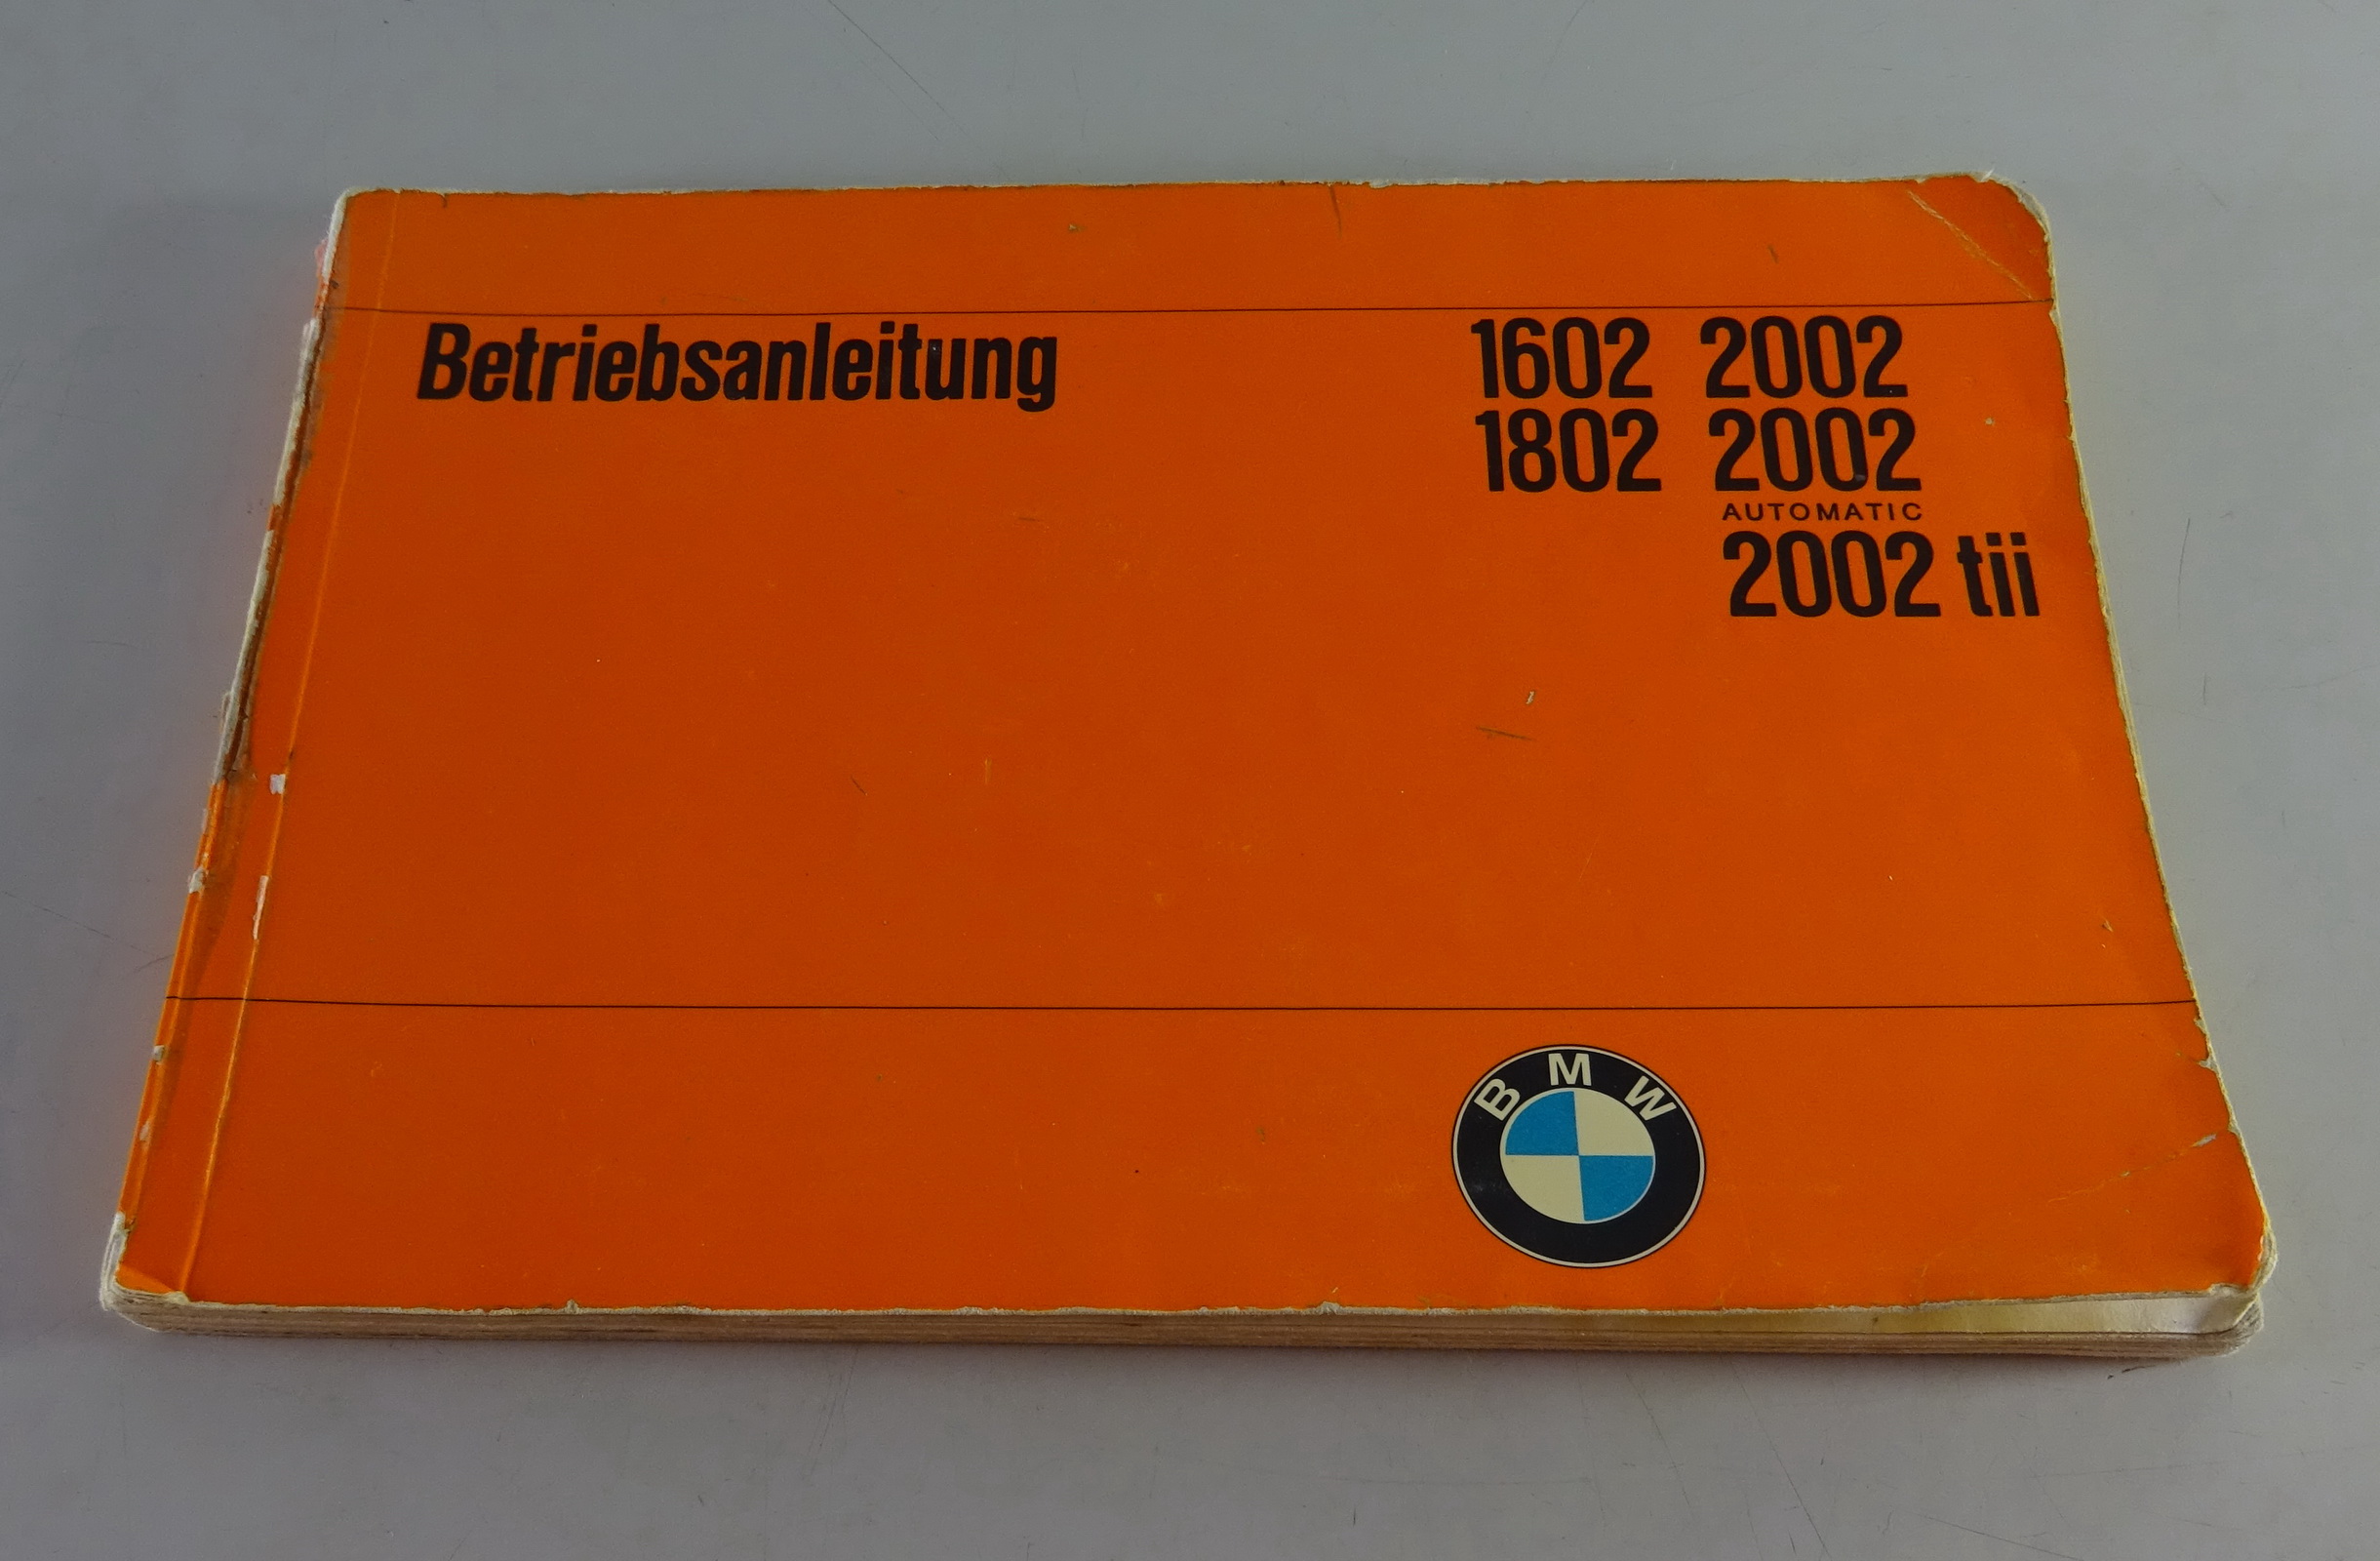 Betriebsanleitung
1602 2002
1802 2002
AUTOMATIC
2002 tii
BMW